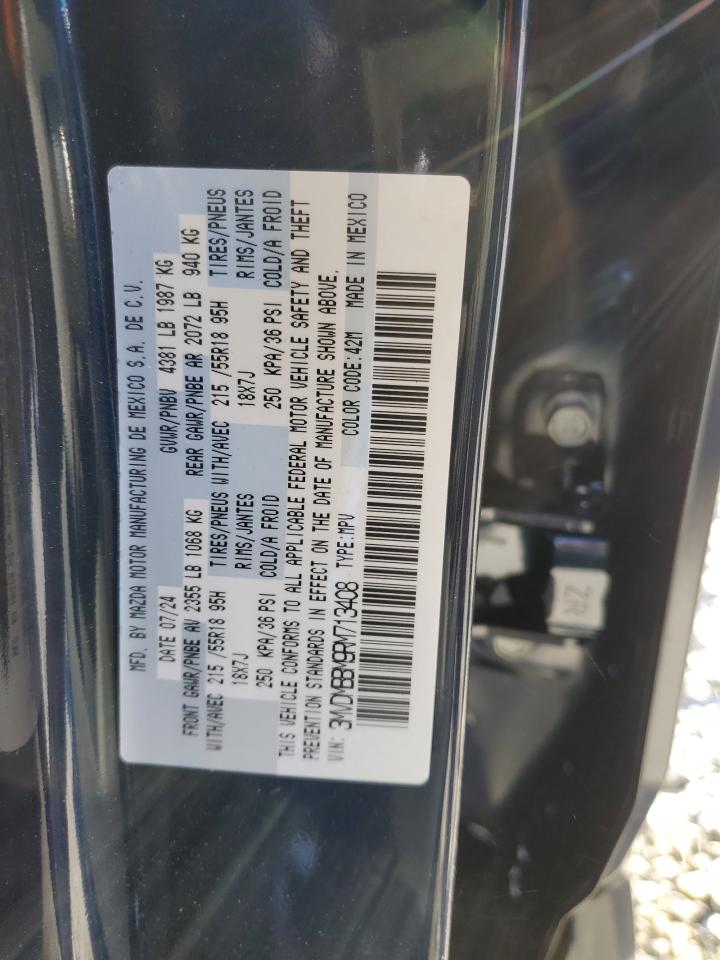 MFD. BY MAZDA MOTOR MANUFACTURING DE MEXICO S.A. DE C.V.
DATE 07/24 GVWR/PNBV 4381 LB 1987 KG
FRONT GAWR/PNBE AV 2355 LB 1068 KG REAR GAWR/PNBE AR 2072 LB 940 KG
WITH/AVEC 215 /55R18 95H TIRES/PNEUS WITH/AVEC 215 /55R18 95H TIRES/PNEUS
18X7J RIMS/JANTES 18X7J RIMS/JANTES
250 KPA/36 PSI COLD/A FROID 250 KPA/36 PSI COLD/A FROID
THIS VEHICLE CONFORMS TO ALL APPLICABLE FEDERAL MOTOR VEHICLE SAFETY AND THEFT
PREVENTION STANDARDS IN EFFECT ON THE DATE OF MANUFACTURE SHOWN ABOVE.
VIN: 3MVDMBBM9RM713408 TYPE:MPV COLOR CODE:42M MADE IN MEXICO
ZR